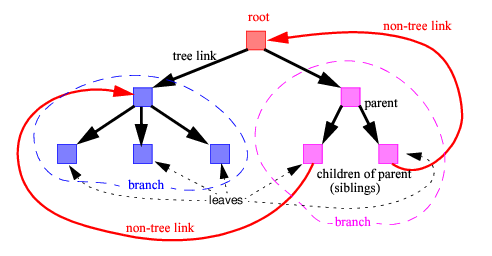 root
non-tree link
tree link
parent
children of parent
(siblings)
branch
leaves
branch
non-tree link